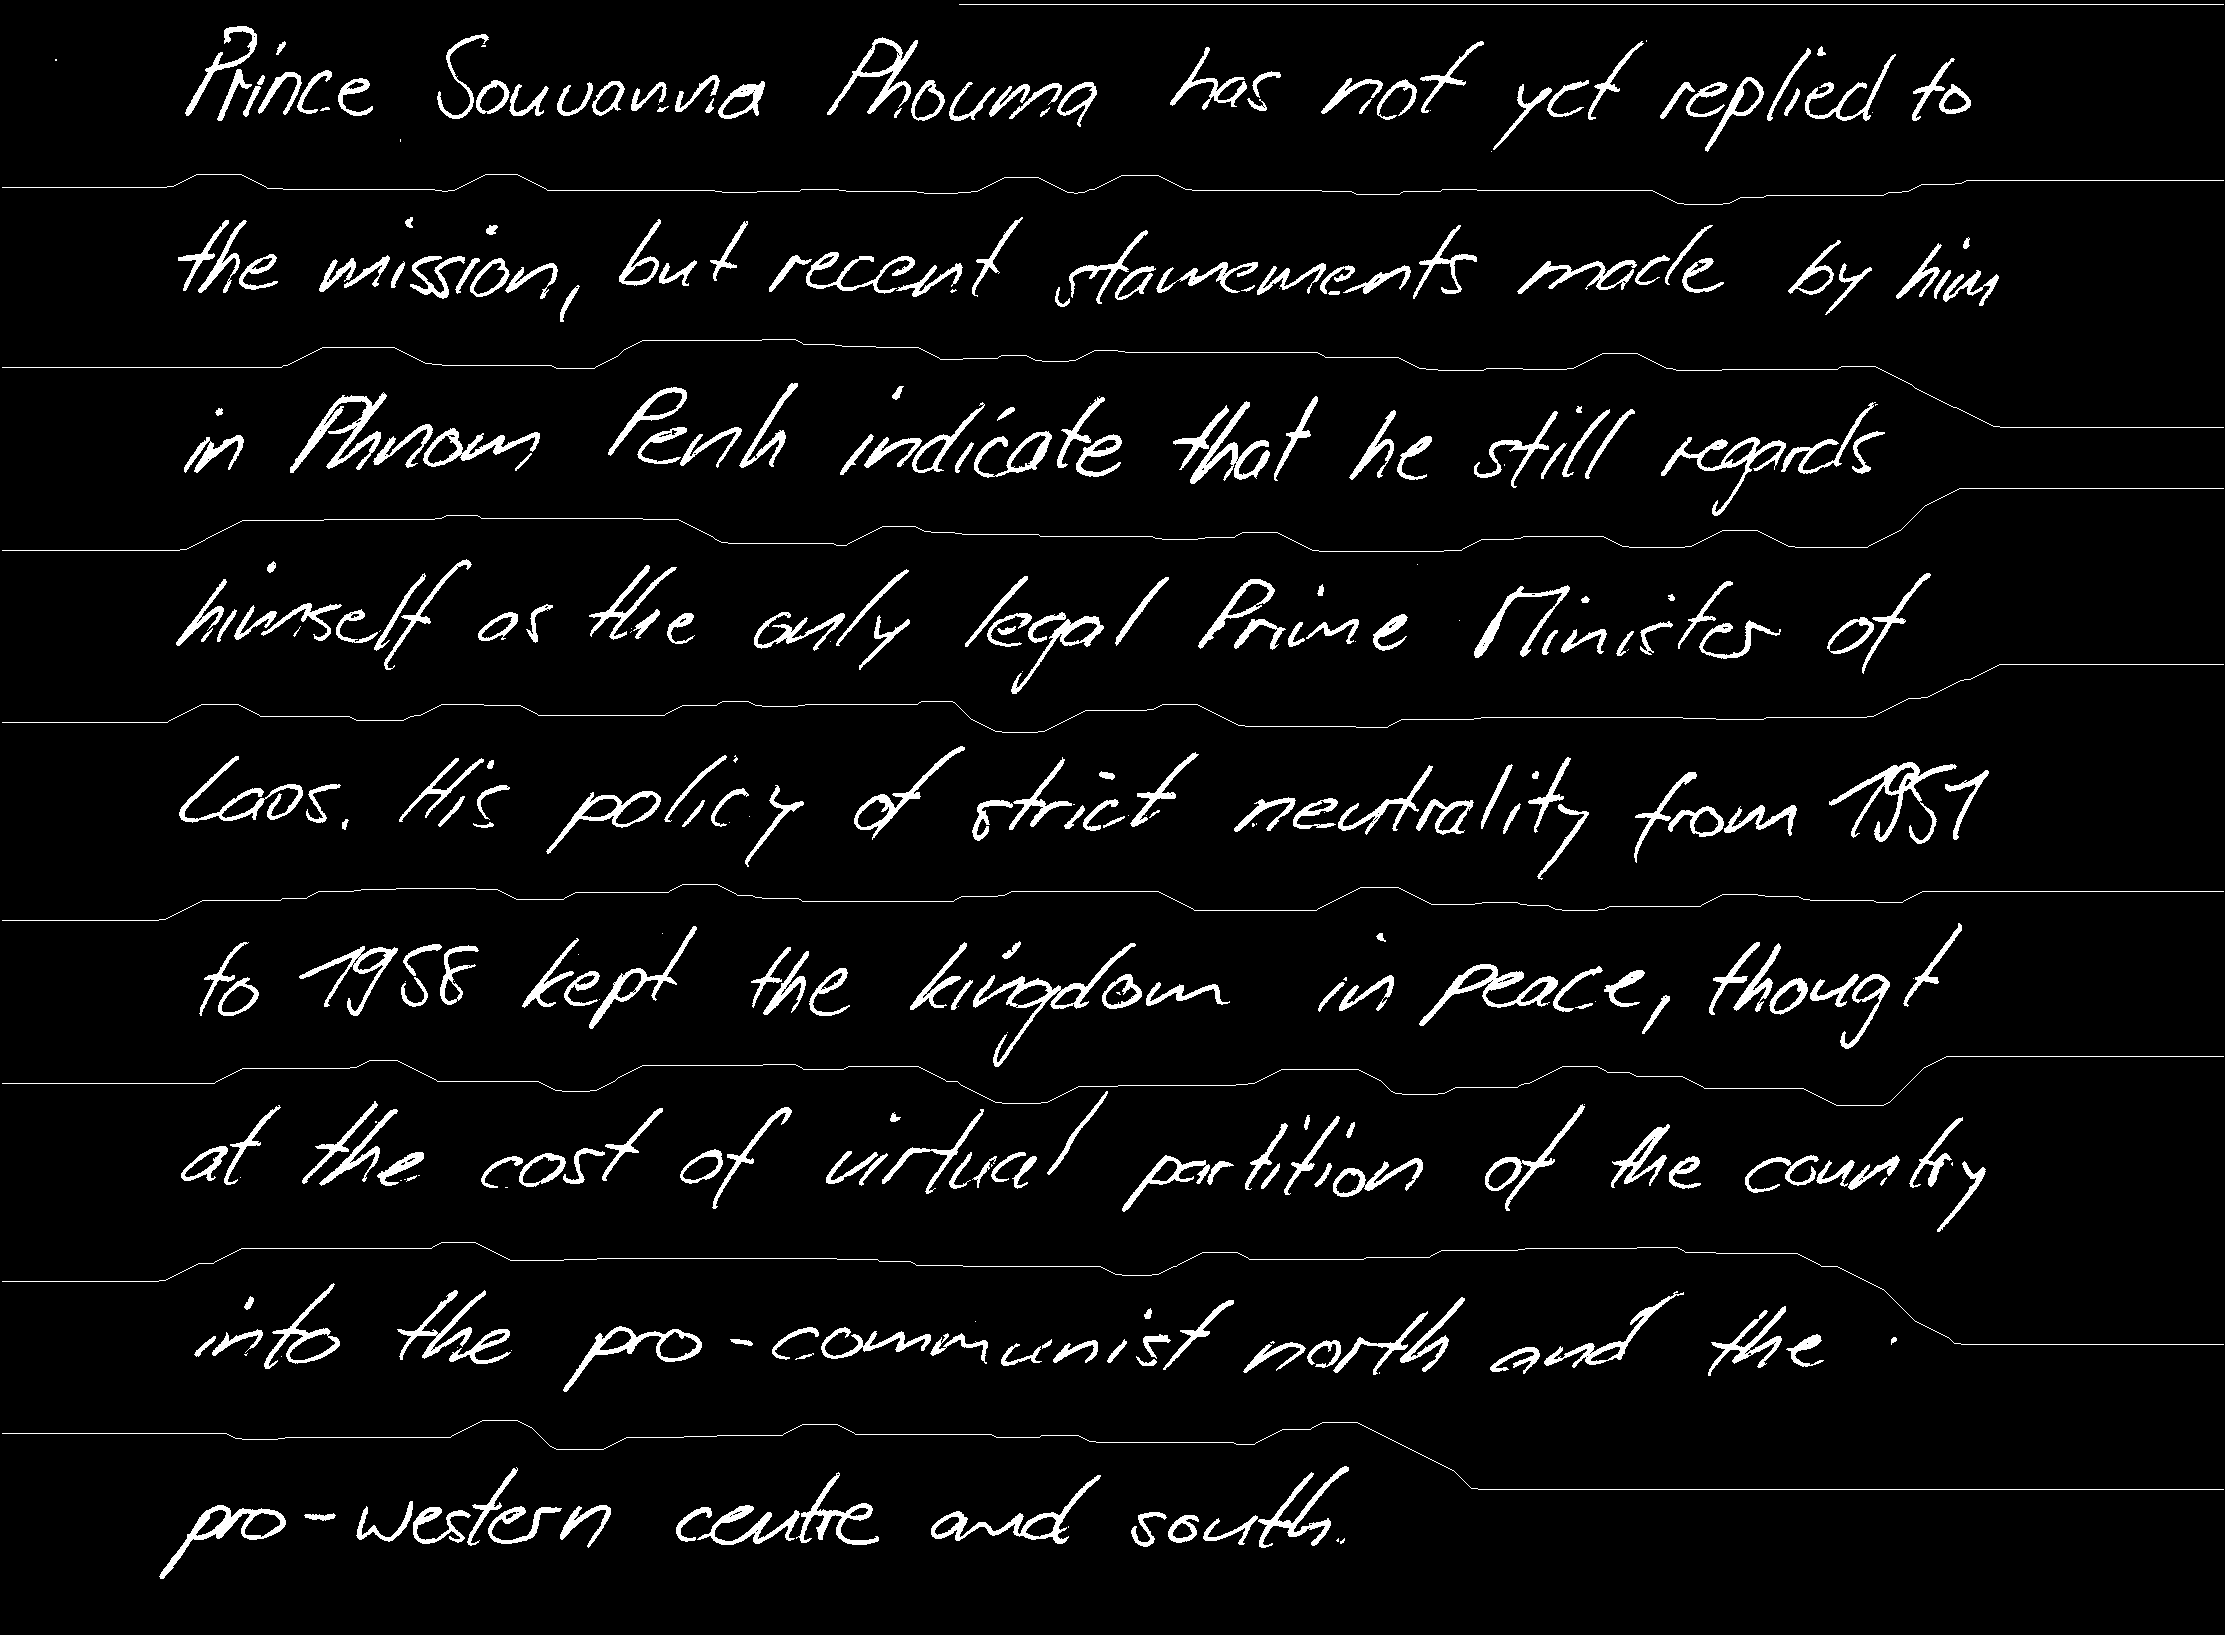 Prince Souvanna Phouma has not yet replied to
the mission, but recent stamements made by him
in Phnom Penh indicate that he still regards
himself as the only legal Prime Minister of
Laos. His policy of strict neutrality from 1951
to 1958 kept the kingdom in peace, thougt
at the cost of virtual partition of the country
into the pro-communist north and the
pro-western centre and south.